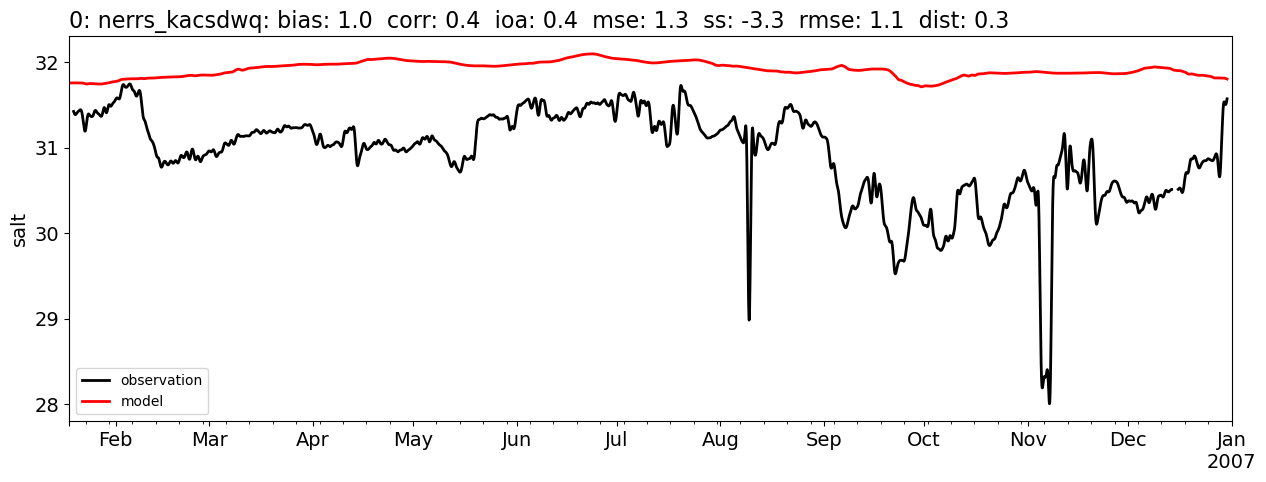 0: nerrs_kacsdwq: bias: 1.0  corr: 0.4  ioa: 0.4  mse: 1.3  ss: -3.3  rmse: 1.1  dist: 0.3
32
31
30
29
28
salt
observation
model
Feb Mar Apr May Jun Jul Aug Sep Oct Nov Dec Jan
2007